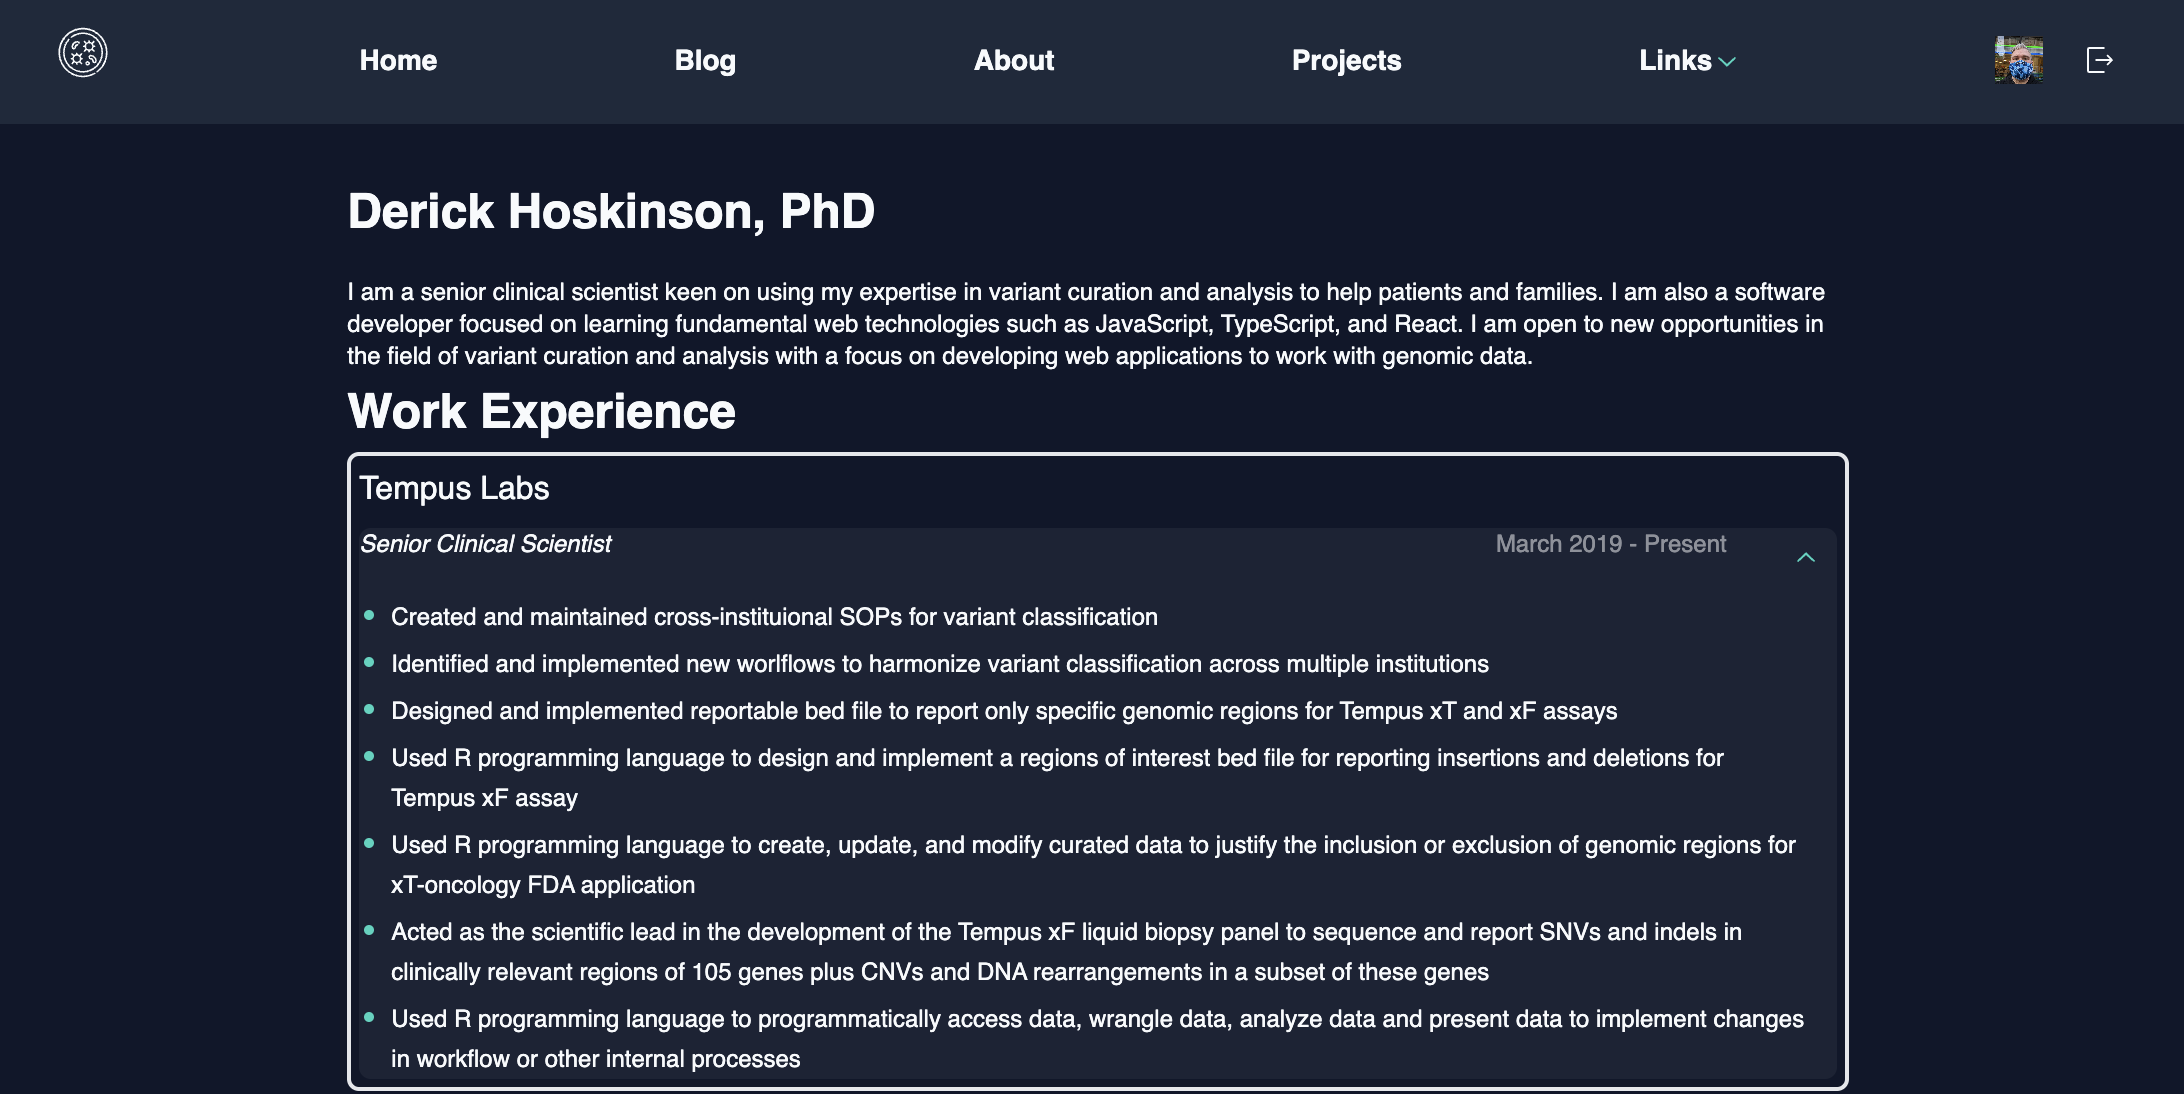 Home Blog About Projects Links
Derick Hoskinson, PhD
I am a senior clinical scientist keen on using my expertise in variant curation and analysis to help patients and families. I am also a software
developer focused on learning fundamental web technologies such as JavaScript, TypeScript, and React. I am open to new opportunities in
the field of variant curation and analysis with a focus on developing web applications to work with genomic data.
Work Experience
Tempus Labs
Senior Clinical Scientist March 2019 - Present
Created and maintained cross-instituional SOPs for variant classification
Identified and implemented new worlflows to harmonize variant classification across multiple institutions
Designed and implemented reportable bed file to report only specific genomic regions for Tempus xT and xF assays
Used R programming language to design and implement a regions of interest bed file for reporting insertions and deletions for
Tempus xF assay
Used R programming language to create, update, and modify curated data to justify the inclusion or exclusion of genomic regions for
xT-oncology FDA application
Acted as the scientific lead in the development of the Tempus xF liquid biopsy panel to sequence and report SNVs and indels in
clinically relevant regions of 105 genes plus CNVs and DNA rearrangements in a subset of these genes
Used R programming language to programmatically access data, wrangle data, analyze data and present data to implement changes
in workflow or other internal processes